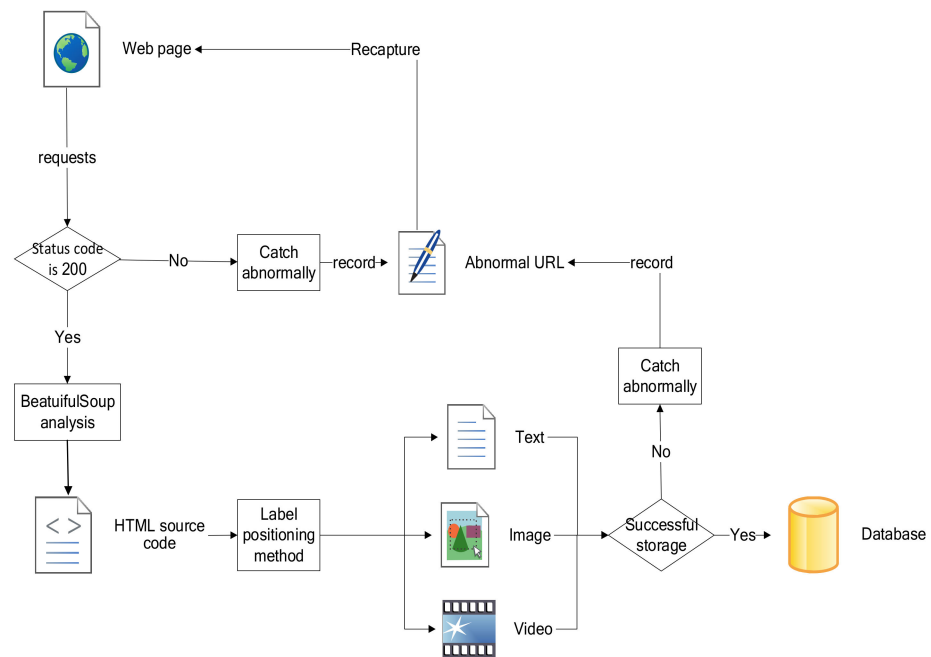 Web page
Recapture
requests
Status code
is 200
No
Catch
abnormally
record
Abnormal URL
record
Yes
Catch
abnormally
BeatuifulSoup
analysis
Text
No
HTML source
code
Label
positioning
method
Image
Successful
storage
Yes
Database
Video